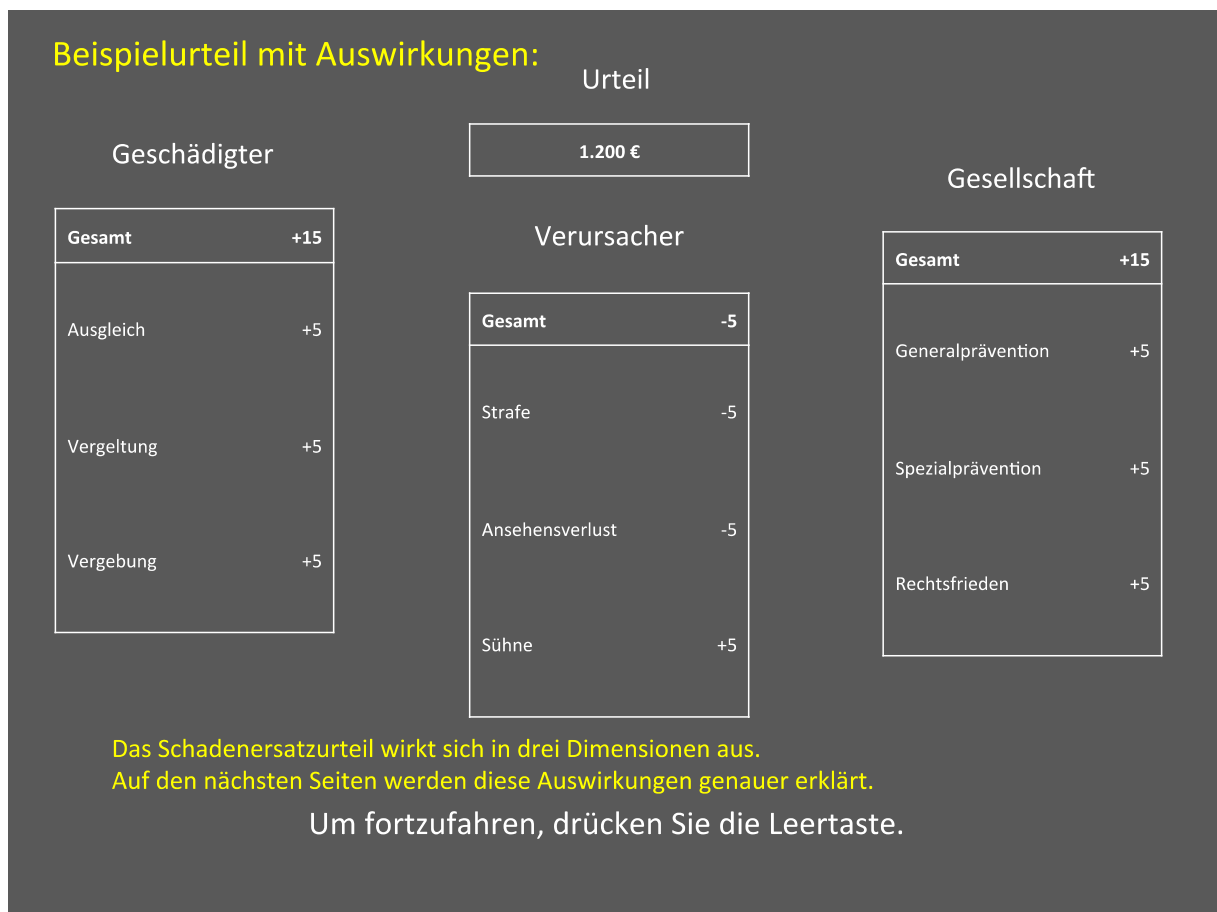 Beispielurteil mit Auswirkungen:
Urteil
1.200 €
Geschädigter
Gesamt +15
Ausgleich +5
Vergeltung +5
Vergebung +5
Verursacher
Gesamt -5
Strafe -5
Ansehensverlust -5
Sühne +5
Gesellschaft
Gesamt +15
Generalprävention +5
Spezialprävention +5
Rechtsfrieden +5
Das Schadenersatzurteil wirkt sich in drei Dimensionen aus.
Auf den nächsten Seiten werden diese Auswirkungen genauer erklärt.
Um fortzufahren, drücken Sie die Leertaste.